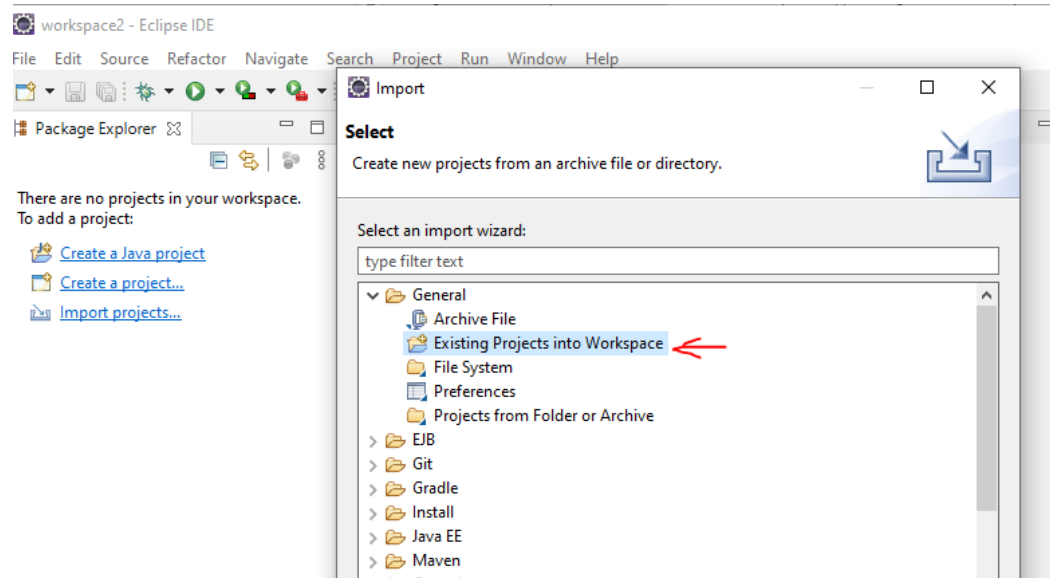 workspace2 - Eclipse IDE
File Edit Source Refactor Navigate Search Project Run Window Help
Package Explorer
There are no projects in your workspace.
To add a project:
Create a Java project
Create a project...
Import projects...
Import
Select
Create new projects from an archive file or directory.
Select an import wizard:
type filter text
General
Archive File
Existing Projects into Workspace
File System
Preferences
Projects from Folder or Archive
EJB
Git
Gradle
Install
Java EE
Maven